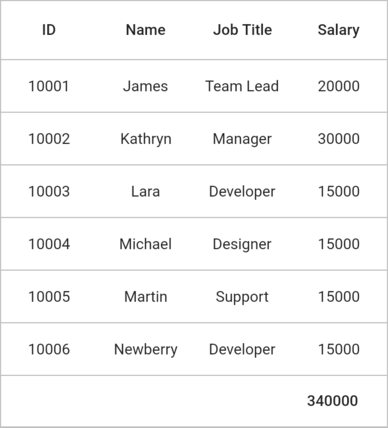 ID Name Job Title Salary
10001 James Team Lead 20000
10002 Kathryn Manager 30000
10003 Lara Developer 15000
10004 Michael Designer 15000
10005 Martin Support 15000
10006 Newberry Developer 15000
340000